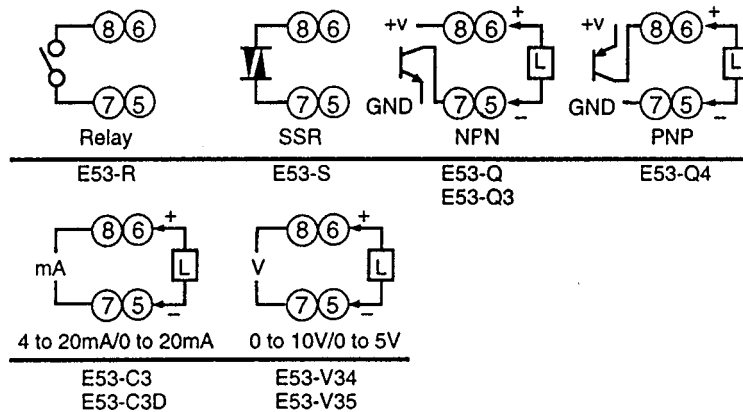 8 6
7 5
Relay
E53-R
8 6
7 5
SSR
E53-S
+v 8 6 +
L
GND 7 5 −
NPN
E53-Q
E53-Q3
+v 8 6 +
L
GND 7 5 −
PNP
E53-Q4
8 6 +
mA L
7 5 −
4 to 20mA/0 to 20mA
E53-C3
E53-C3D
8 6 +
V L
7 5 −
0 to 10V/0 to 5V
E53-V34
E53-V35